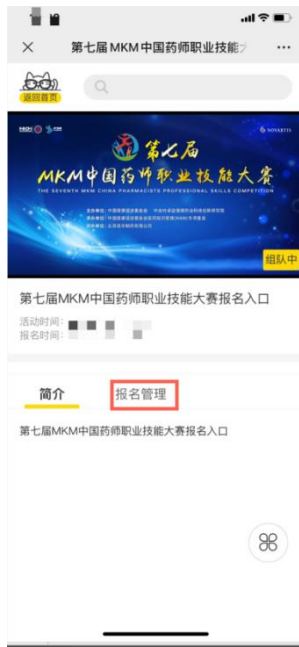 第七届MKM中国药师职业技能
返回首页
NOVARTIS
第七届
MKM中国药师职业技能大赛
THE SEVENTH MKM CHINA PHARMACISTS PROFESSIONAL SKILLS COMPETITION
组队中
第七届MKM中国药师职业技能大赛报名入口
活动时间:
报名时间:
简介
报名管理
第七届MKM中国药师职业技能大赛报名入口